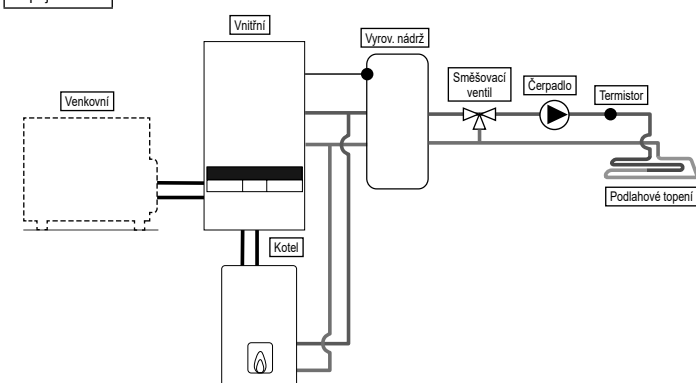 Vnitřní
Vyrov. nádrž
Směšovací
ventil
Čerpadlo
Termistor
Venkovní
Podlahové topení
Kotel